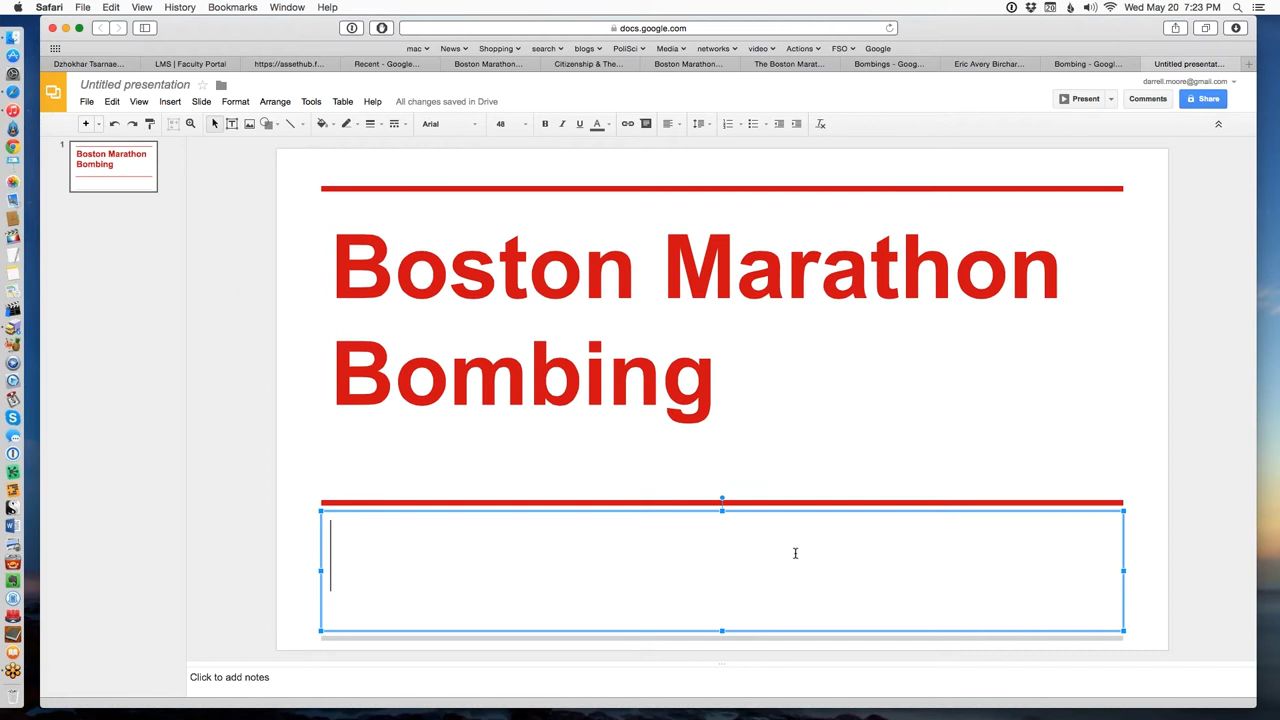 Safari File Edit View History Bookmarks Window Help Wed May 20 7:23 PM
docs.google.com
mac News Shopping search blogs PoliSci Media networks video Actions FSO Google
Dzhokhar Tsarnae... LMS | Faculty Portal https://assethub.f... Recent - Google... Boston Marathon... Citizenship & The... Boston Marathon... The Boston Marat... Bombings - Goog... Eric Avery Birchar... Bombing - Googl... Untitled presentat...
Untitled presentation
darrell.moore@gmail.com
File Edit View Insert Slide Format Arrange Tools Table Help All changes saved in Drive
Present Comments Share
Arial 48 B I U A
1
Boston Marathon
Bombing
Boston Marathon
Bombing
Click to add notes